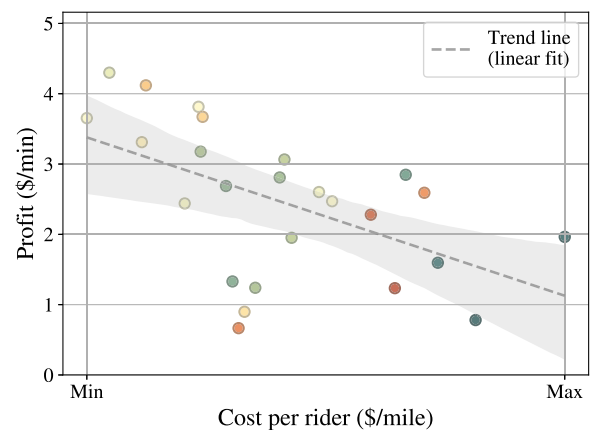 5
Trend line
(linear fit)
4
3
2
1
0
Profit ($/min)
Min
Max
Cost per rider ($/mile)